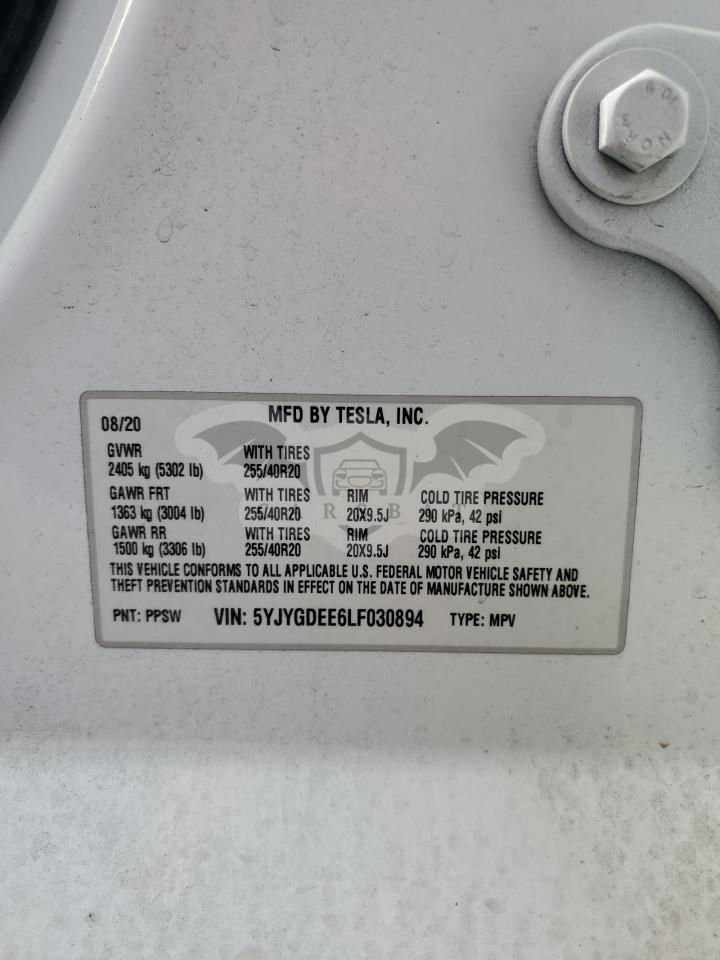 NOR 3 10.9
MFD BY TESLA, INC.
08/20
GVWR WITH TIRES
2405 kg (5302 lb) 255/40R20
GAWR FRT WITH TIRES RIM COLD TIRE PRESSURE
1363 kg (3004 lb) 255/40R20 20X9.5J 290 kPa, 42 psi
GAWR RR WITH TIRES RIM COLD TIRE PRESSURE
1500 kg (3306 lb) 255/40R20 20X9.5J 290 kPa, 42 psi
THIS VEHICLE CONFORMS TO ALL APPLICABLE U.S. FEDERAL MOTOR VEHICLE SAFETY AND
THEFT PREVENTION STANDARDS IN EFFECT ON THE DATE OF MANUFACTURE SHOWN ABOVE.
PNT: PPSW VIN: 5YJYGDEE6LF030894 TYPE: MPV